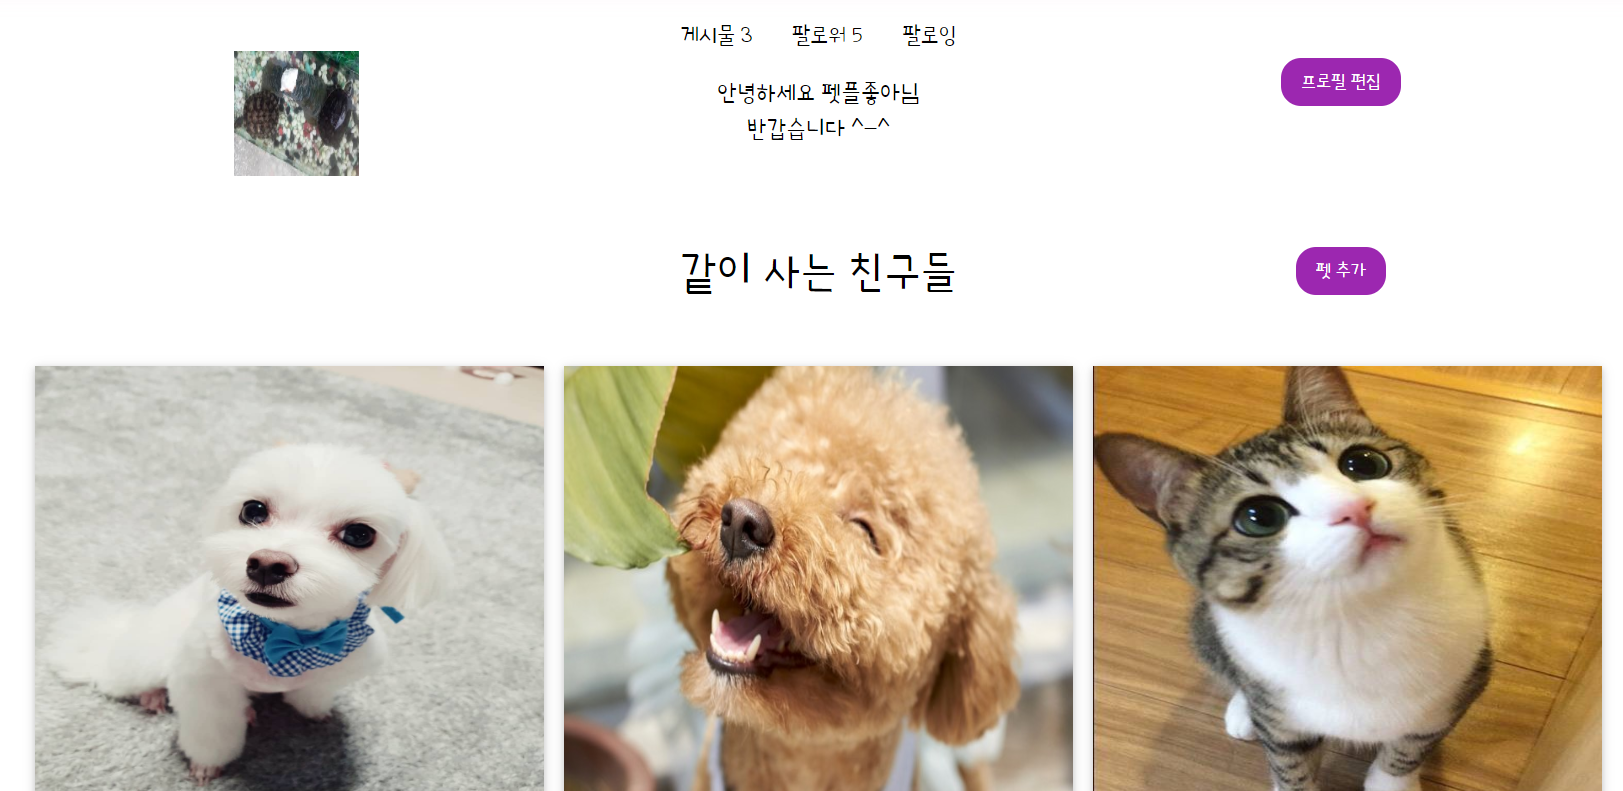 게시물 3 팔로워 5 팔로잉
프로필 편집
안녕하세요 펫플좋아님
반갑습니다 ^-^
같이 사는 친구들
펫 추가